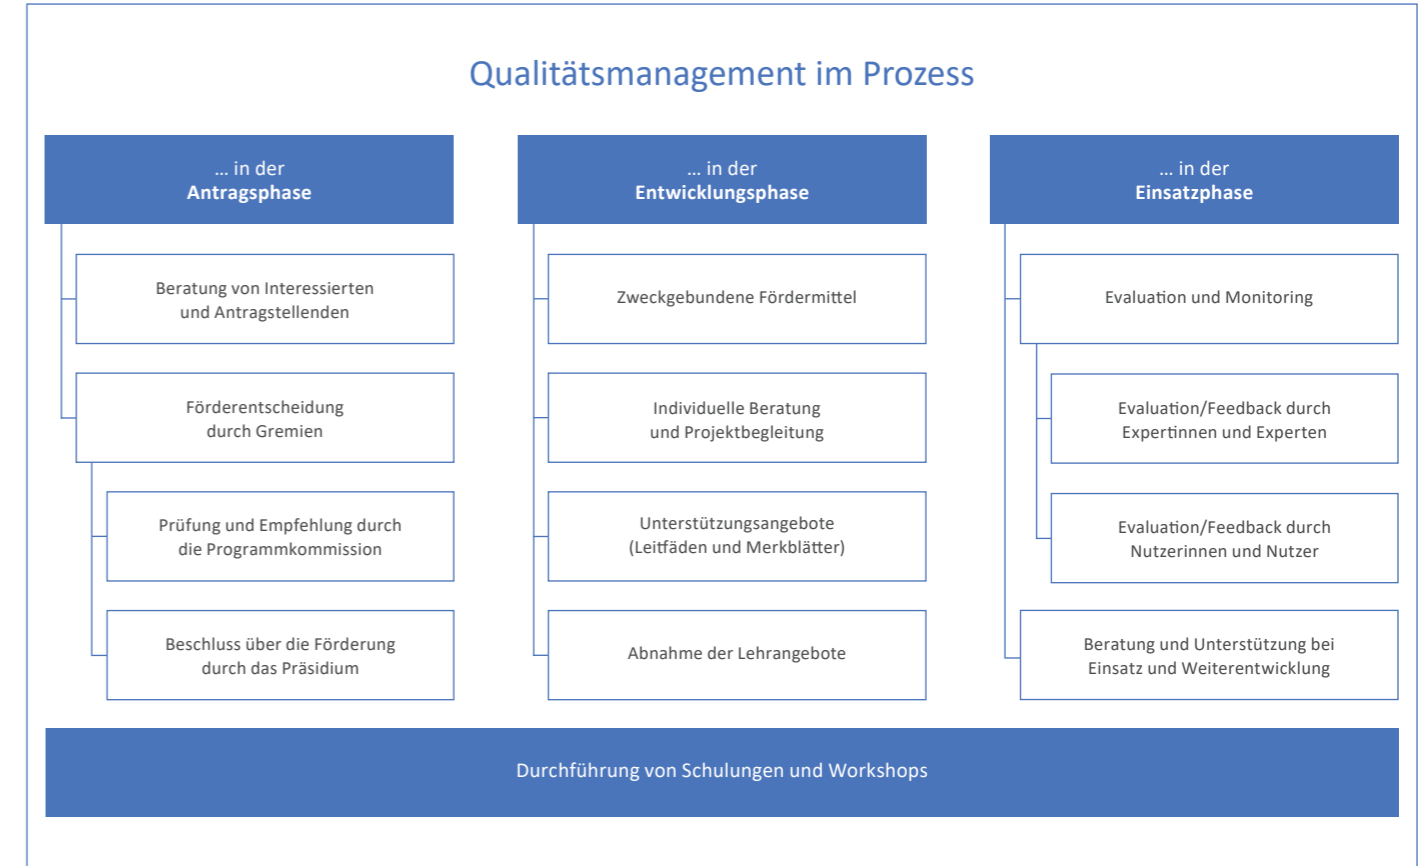 Qualitätsmanagement im Prozess
... in der
Antragsphase
Beratung von Interessierten
und Antragstellenden
Förderentscheidung
durch Gremien
Prüfung und Empfehlung durch
die Programmkommission
Beschluss über die Förderung
durch das Präsidium
... in der
Entwicklungsphase
Zweckgebundene Fördermittel
Individuelle Beratung
und Projektbegleitung
Unterstützungsangebote
(Leitfäden und Merkblätter)
Abnahme der Lehrangebote
... in der
Einsatzphase
Evaluation und Monitoring
Evaluation/Feedback durch
Expertinnen und Experten
Evaluation/Feedback durch
Nutzerinnen und Nutzer
Beratung und Unterstützung bei
Einsatz und Weiterentwicklung
Durchführung von Schulungen und Workshops